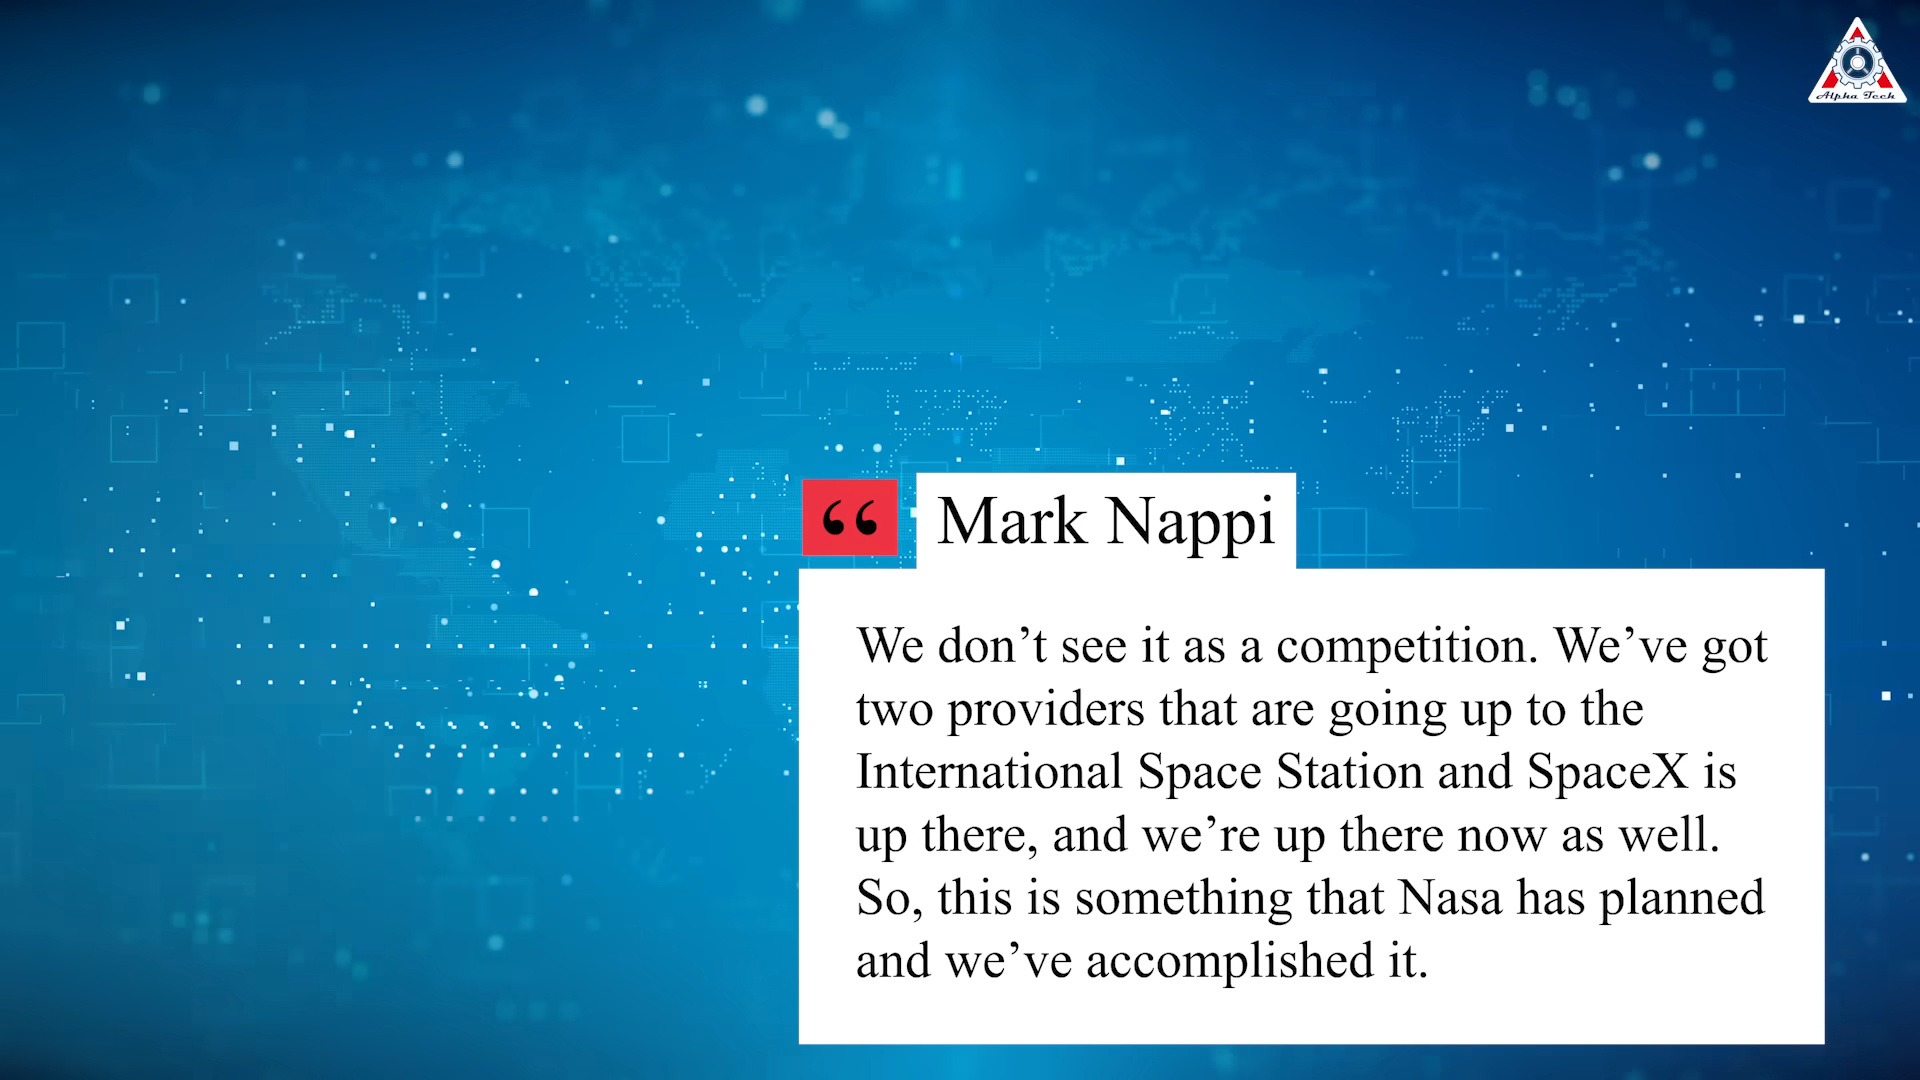 Alpha Tech
“ Mark Nappi
We don’t see it as a competition. We’ve got
two providers that are going up to the
International Space Station and SpaceX is
up there, and we’re up there now as well.
So, this is something that Nasa has planned
and we’ve accomplished it.